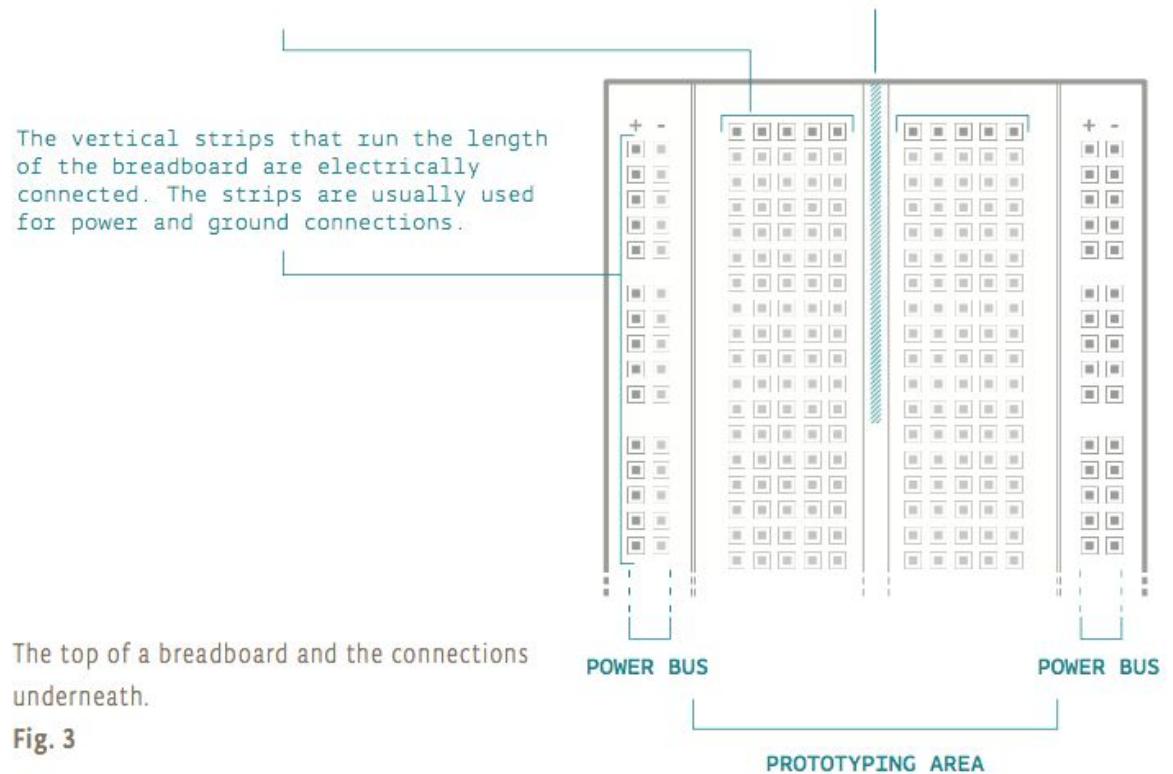 The vertical strips that run the length
of the breadboard are electrically
connected. The strips are usually used
for power and ground connections.
+ -
+ -
POWER BUS
POWER BUS
PROTOTYPING AREA
The top of a breadboard and the connections
underneath.
Fig. 3